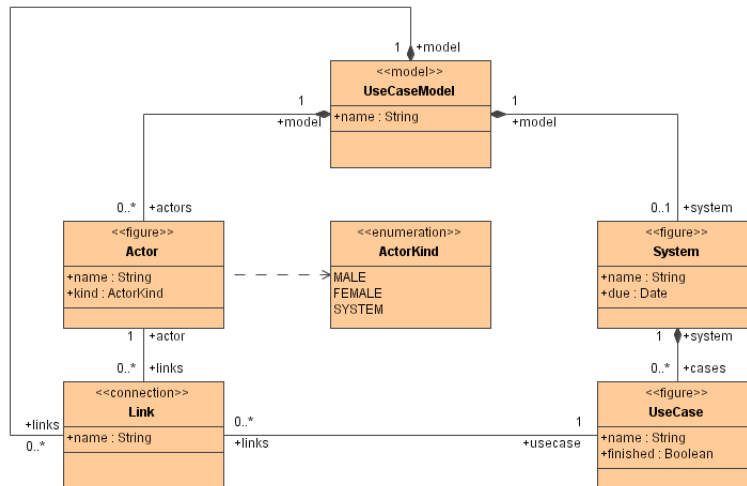 1 +model
<<model>>
UseCaseModel
+name : String
1
+model
1
+model
0..* +actors
0..1 +system
<<figure>>
Actor
+name : String
+kind : ActorKind
<<enumeration>>
ActorKind
MALE
FEMALE
SYSTEM
<<figure>>
System
+name : String
+due : Date
1 +actor
0..* +links
1 +system
0..* +cases
<<connection>>
Link
+name : String
+links
0..*
0..*
+links
1
+usecase
<<figure>>
UseCase
+name : String
+finished : Boolean